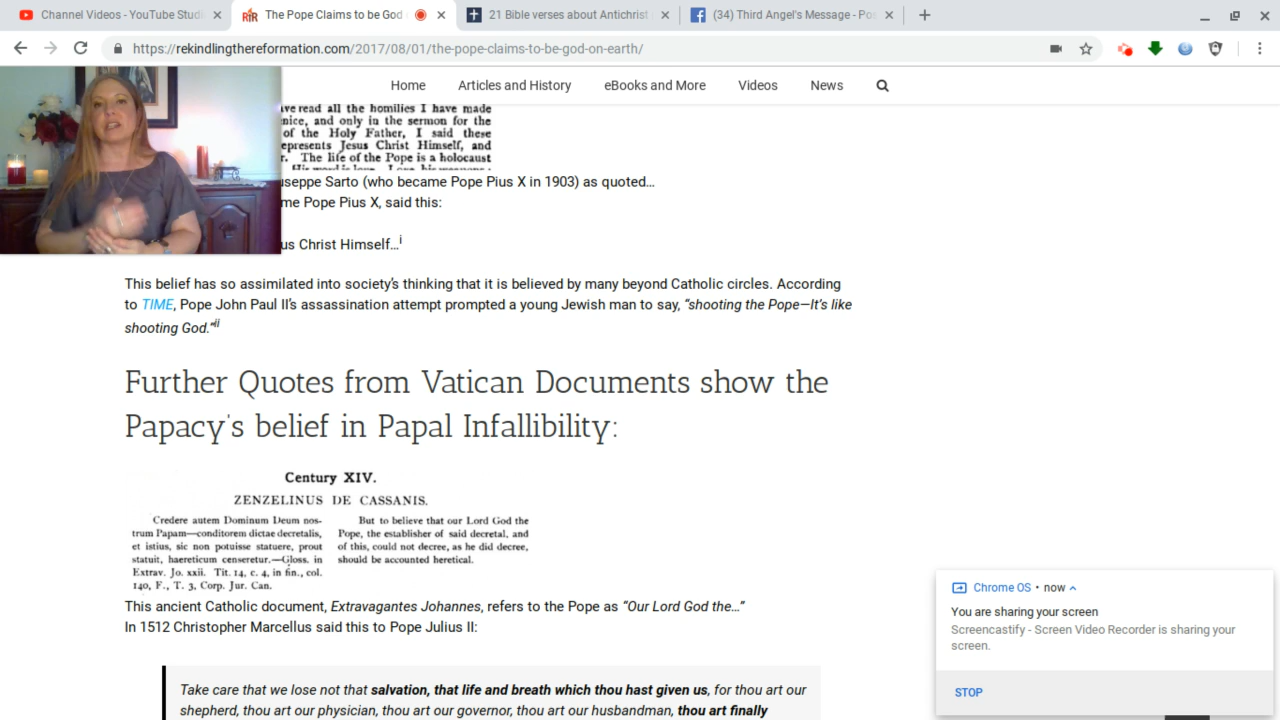 Channel Videos - YouTube Studi
The Pope Claims to be God
21 Bible verses about Antichrist
(34) Third Angel's Message - Pos
https://rekindlingthereformation.com/2017/08/01/the-pope-claims-to-be-god-on-earth/
Home Articles and History eBooks and More Videos News
ve read all the homilies I have made
nice, and only in the sermon for the
of the Holy Father, I said these
epresents Jesus Christ Himself, and
r. The life of the Pope is a holocaust
useppe Sarto (who became Pope Pius X in 1903) as quoted…
me Pope Pius X, said this:
us Christ Himself…i
This belief has so assimilated into society's thinking that it is believed by many beyond Catholic circles. According
to TIME, Pope John Paul II's assassination attempt prompted a young Jewish man to say, "shooting the Pope—It's like
shooting God."ii
Further Quotes from Vatican Documents show the
Papacy's belief in Papal Infallibility:
Century XIV.
ZENZELINUS DE CASSANIS.
Credere autem Dominum Deum nos-
trum Papam—conditorem dictae decretalis,
et istius, sic non potuisse statuere, prout
statuit, haereticum censeretur.—Gloss. in
Extrav. Jo. xxii. Tit. 14, c. 4, in fin., col.
140, F., T. 3, Corp. Jur. Can.
But to believe that our Lord God the
Pope, the establisher of said decretal, and
of this, could not decree, as he did decree,
should be accounted heretical.
This ancient Catholic document, Extravagantes Johannes, refers to the Pope as "Our Lord God the…"
In 1512 Christopher Marcellus said this to Pope Julius II:
Take care that we lose not that salvation, that life and breath which thou hast given us, for thou art our
shepherd, thou art our physician, thou art our governor, thou art our husbandman, thou art finally
Chrome OS • now
You are sharing your screen
Screencastify - Screen Video Recorder is sharing your
screen.
STOP